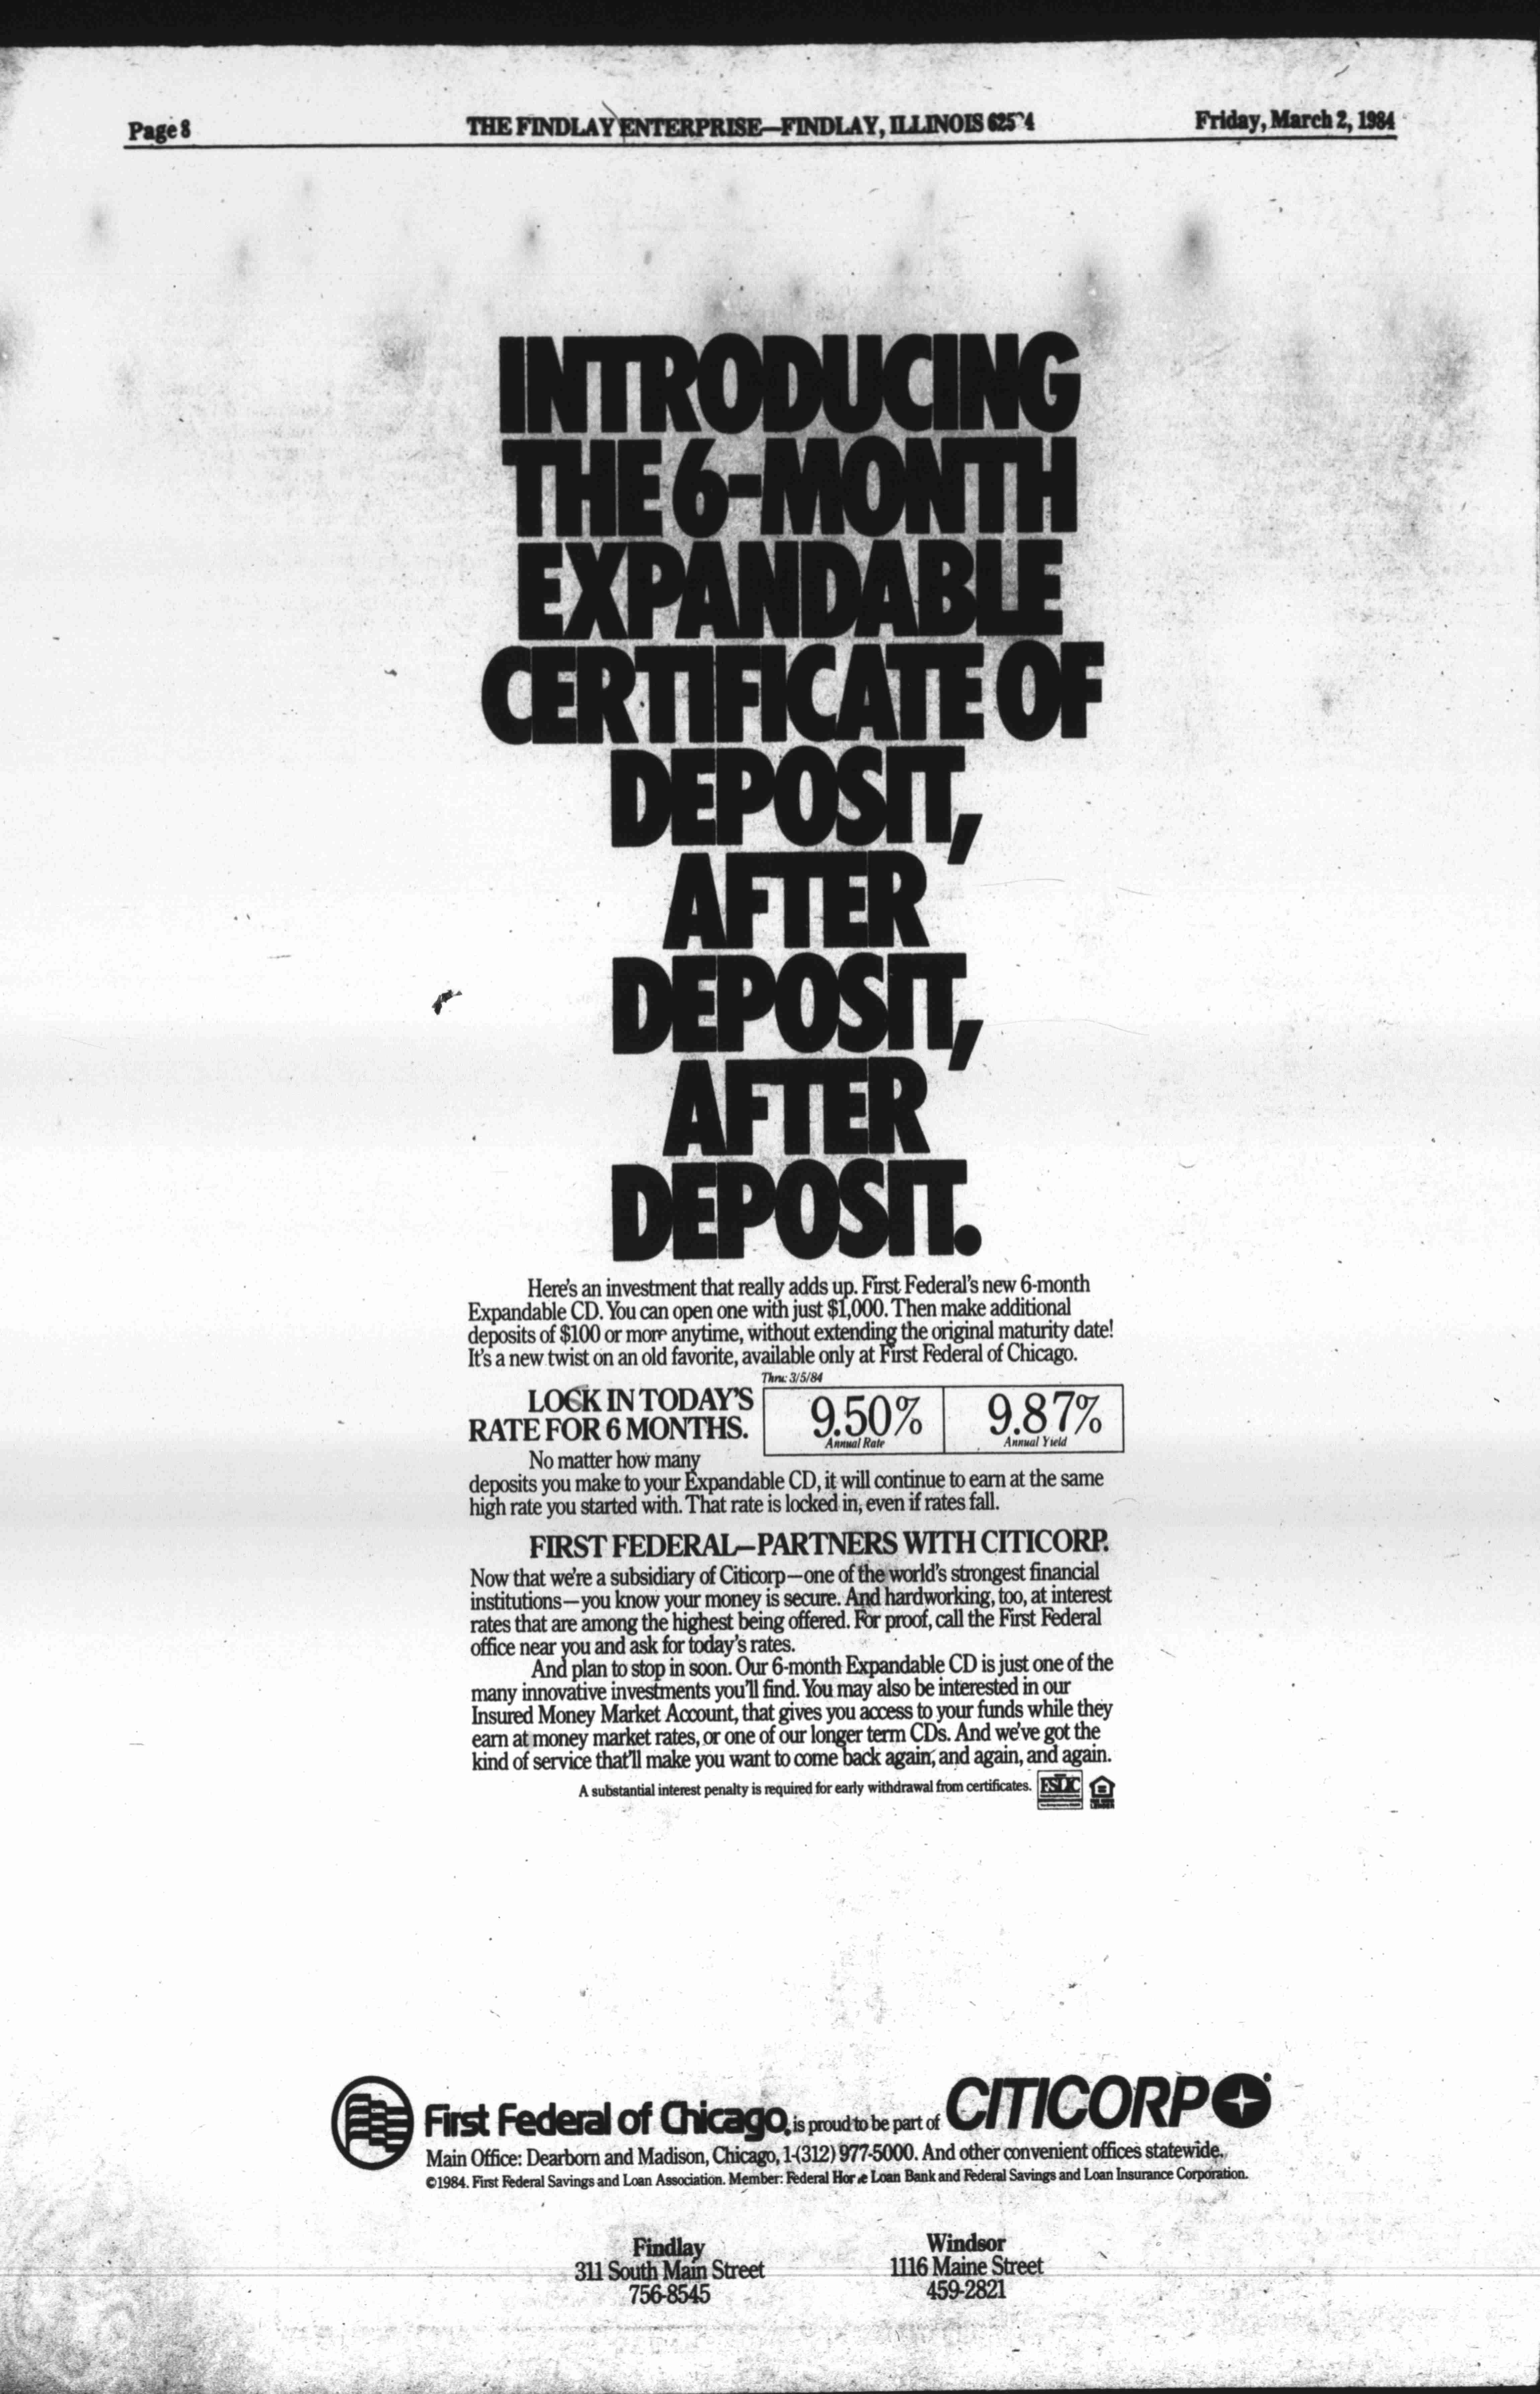 Page 8
THE FINDLAY ENTERPRISE—FINDLAY, ILLINOIS
Friday, March 2, 1984
INTRODUCING
THE 6-MONTH
EXPANDABLE
CERTIFICATE OF
DEPOSIT,
AFTER
DEPOSIT,
AFTER
DEPOSIT.
Here's an investment that really adds up. First Federal's new 6-month
Expandable CD. You can open one with just $1,000. Then make additional
deposits of $100 or more anytime, without extending the original maturity date!
It's a new twist on an old favorite, available only at First Federal of Chicago.
Thru: 3/5/84
LOCK IN TODAY'S
RATE FOR 6 MONTHS.
9.50%
Annual Rate
9.87%
Annual Yield
No matter how many
deposits you make to your Expandable CD, it will continue to earn at the same
high rate you started with. That rate is locked in, even if rates fall.
FIRST FEDERAL—PARTNERS WITH CITICORP.
Now that we're a subsidiary of Citicorp—one of the world's strongest financial
institutions—you know your money is secure. And hardworking, too, at interest
rates that are among the highest being offered. For proof, call the First Federal
office near you and ask for today's rates.
And plan to stop in soon. Our 6-month Expandable CD is just one of the
many innovative investments you'll find. You may also be interested in our
Insured Money Market Account, that gives you access to your funds while they
earn at money market rates, or one of our longer term CDs. And we've got the
kind of service that'll make you want to come back again, and again, and again.
A substantial interest penalty is required for early withdrawal from certificates.
FSLIC
First Federal of Chicago, is proud to be part of CITICORP
Main Office: Dearborn and Madison, Chicago, 1-(312) 977-5000. And other convenient offices statewide.
©1984. First Federal Savings and Loan Association. Member: Federal Home Loan Bank and Federal Savings and Loan Insurance Corporation.
Findlay
311 South Main Street
756-8545
Windsor
1116 Maine Street
459-2821